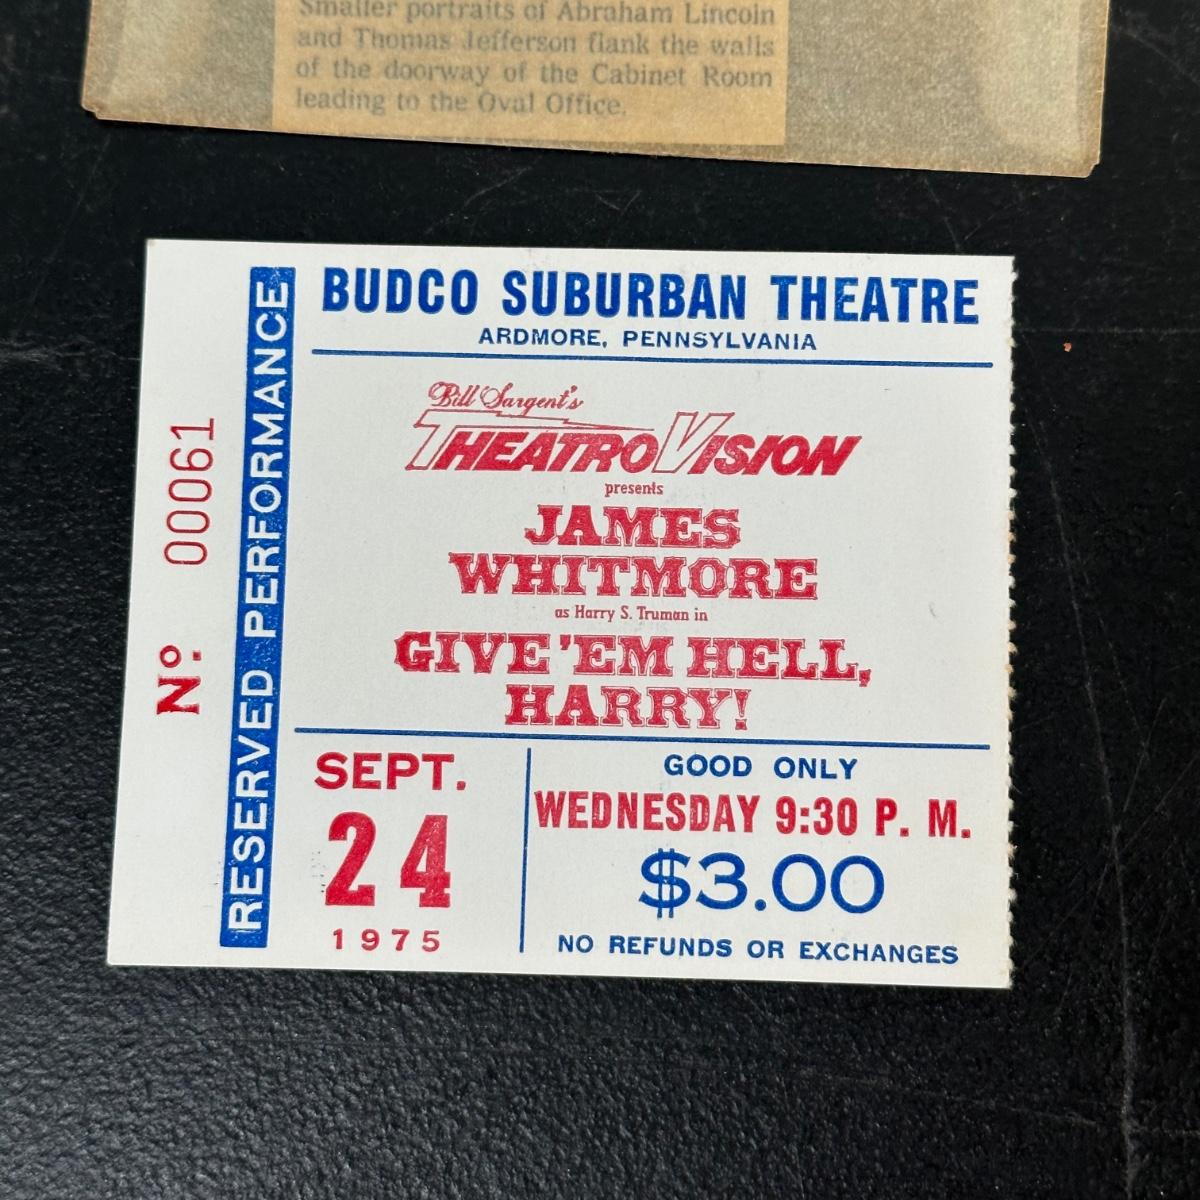 Smaller portraits of Abraham Lincoln
and Thomas Jefferson flank the walls
of the doorway of the Cabinet Room
leading to the Oval Office.
BUDCO SUBURBAN THEATRE
ARDMORE, PENNSYLVANIA
Bill Sargent's
THEATROVISION
presents
JAMES
WHITMORE
as Harry S. Truman in
GIVE 'EM HELL,
HARRY!
SEPT.
24
1975
GOOD ONLY
WEDNESDAY 9:30 P. M.
$3.00
NO REFUNDS OR EXCHANGES
RESERVED PERFORMANCE
Nº. 00061